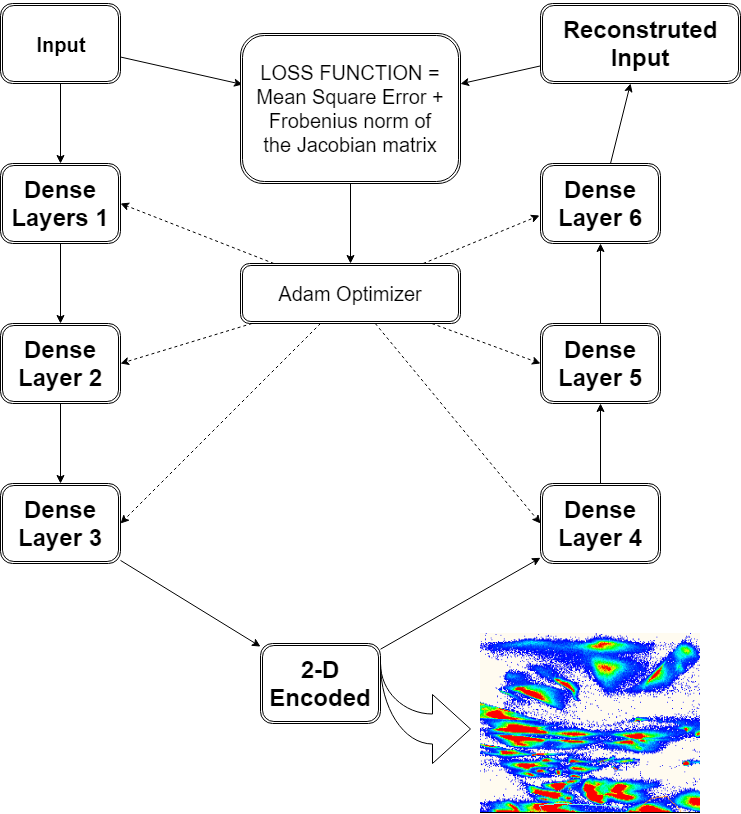 Input
LOSS FUNCTION =
Mean Square Error +
Frobenius norm of
the Jacobian matrix
Reconstruted
Input
Dense
Layers 1
Dense
Layer 6
Adam Optimizer
Dense
Layer 2
Dense
Layer 5
Dense
Layer 3
Dense
Layer 4
2-D
Encoded